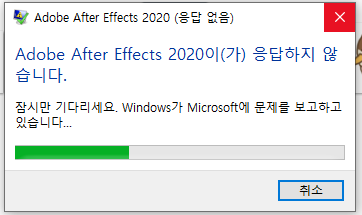 Adobe After Effects 2020 (응답 없음)
Adobe After Effects 2020이(가) 응답하지 않
습니다.
잠시만 기다리세요. Windows가 Microsoft에 문제를 보고하고
있습니다...
취소